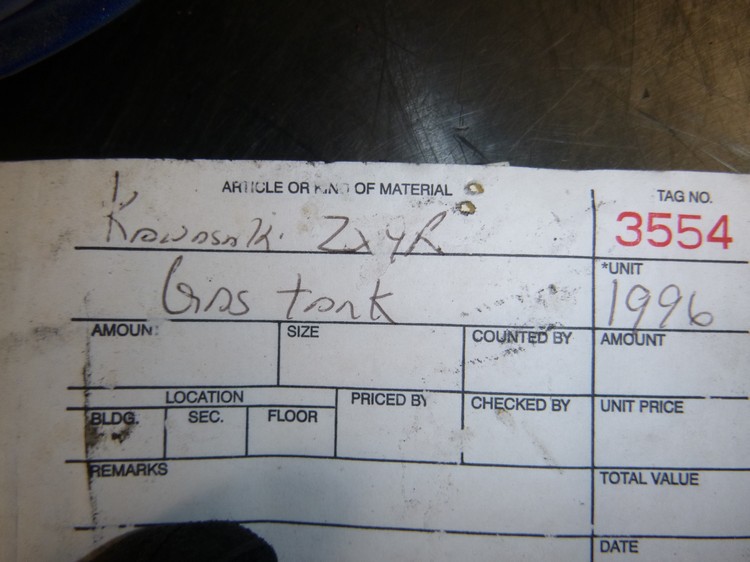 ARTICLE OR KIND OF MATERIAL
TAG NO.
Kawasaki ZX9R
3554
Gas tank
*UNIT
1996
AMOUNT
SIZE
COUNTED BY
AMOUNT
LOCATION
PRICED BY
CHECKED BY
UNIT PRICE
BLDG.
SEC.
FLOOR
REMARKS
TOTAL VALUE
DATE